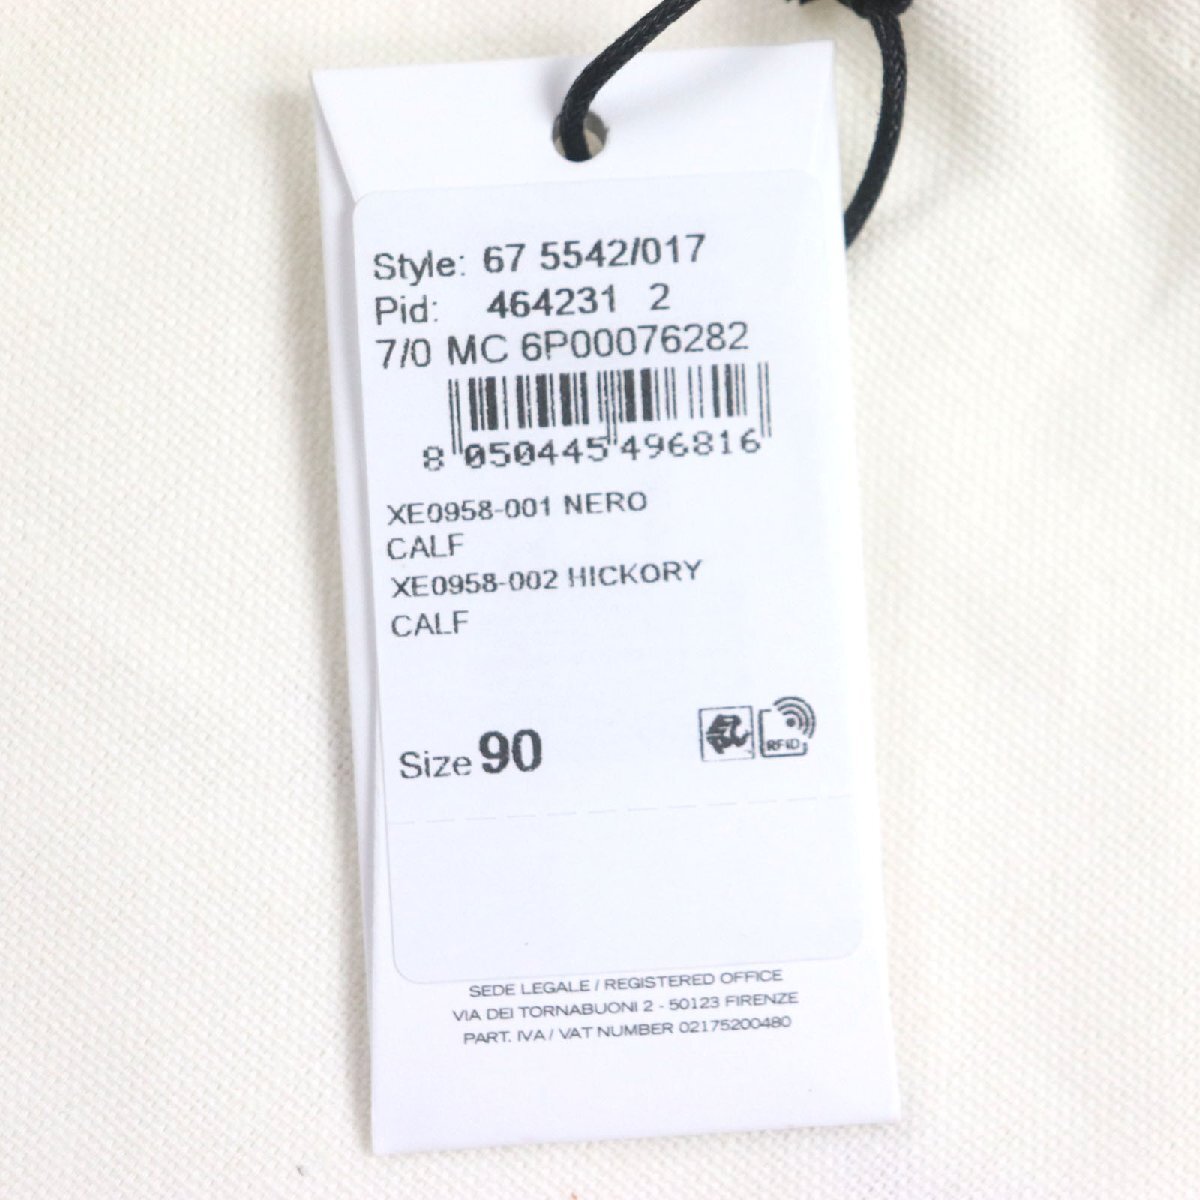 Style: 67 5542/017
Pid: 464231 2
7/0 MC 6P00076282
8 050445 496816
XE0958-001 NERO
CALF
XE0958-002 HICKORY
CALF
Size 90
RFID
SEDE LEGALE / REGISTERED OFFICE
VIA DEI TORNABUONI 2 - 50123 FIRENZE
PART. IVA / VAT NUMBER 02175200480